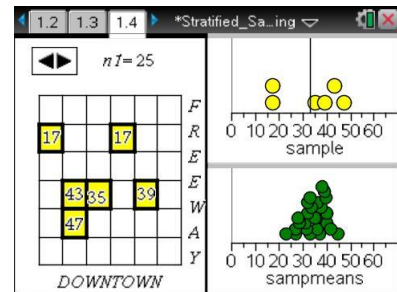 1.2 1.3 1.4 *Stratified_Sa…ing
n1=25
17 17
43 35 39
47
F
R
E
E
W
A
Y
DOWNTOWN
0 10 20 30 40 50 60
sample
0 10 20 30 40 50 60
sampmeans